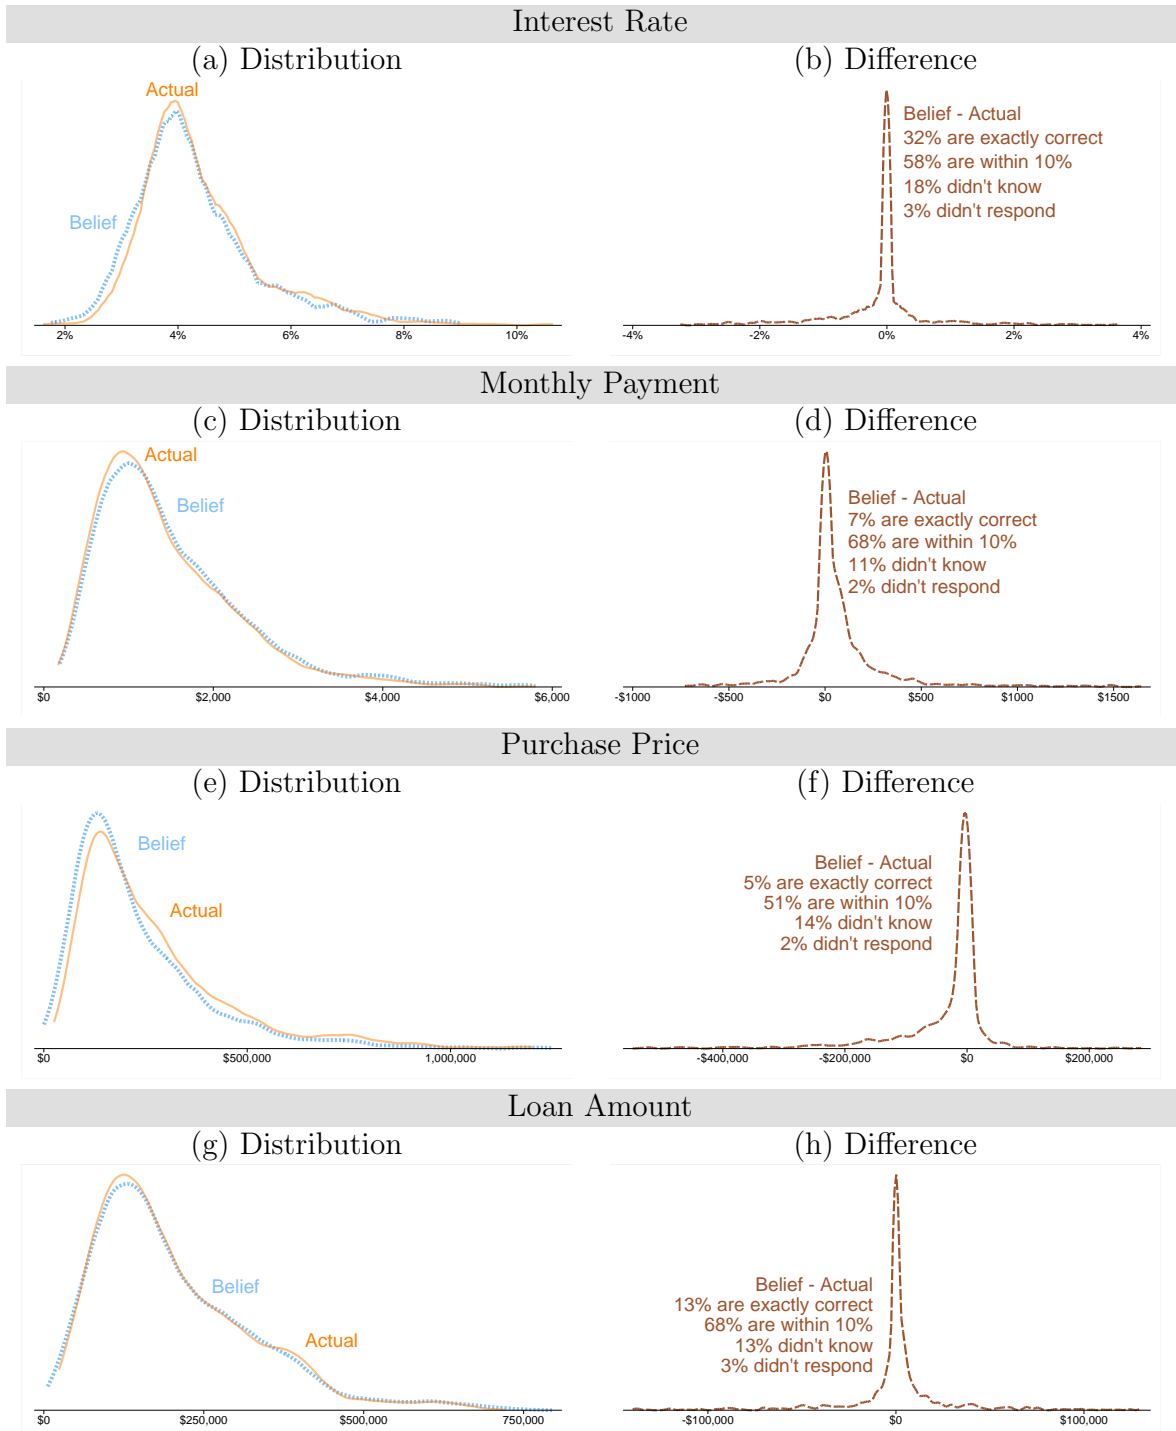 Interest Rate
(a) Distribution
Actual
Belief
2% 4% 6% 8% 10%
(b) Difference
Belief - Actual
32% are exactly correct
58% are within 10%
18% didn't know
3% didn't respond
-4% -2% 0% 2% 4%
Monthly Payment
(c) Distribution
Actual
Belief
$0 $2,000 $4,000 $6,000
(d) Difference
Belief - Actual
7% are exactly correct
68% are within 10%
11% didn't know
2% didn't respond
-$1000 -$500 $0 $500 $1000 $1500
Purchase Price
(e) Distribution
Belief
Actual
$0 $500,000 1,000,000
(f) Difference
Belief - Actual
5% are exactly correct
51% are within 10%
14% didn't know
2% didn't respond
-$400,000 -$200,000 $0 $200,000
Loan Amount
(g) Distribution
Belief
Actual
$0 $250,000 $500,000 750,000
(h) Difference
Belief - Actual
13% are exactly correct
68% are within 10%
13% didn't know
3% didn't respond
-$100,000 $0 $100,000